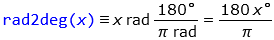 rad2deg(x) ≡ x rad 180°/π rad = 180 x°/π